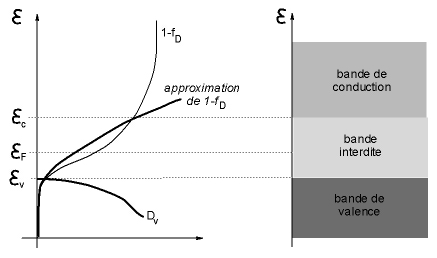 ε
1-f_D
approximation
de 1-f_D
ε_c
ε_F
ε_v
D_v
ε
bande de
conduction
bande
interdite
bande de
valence